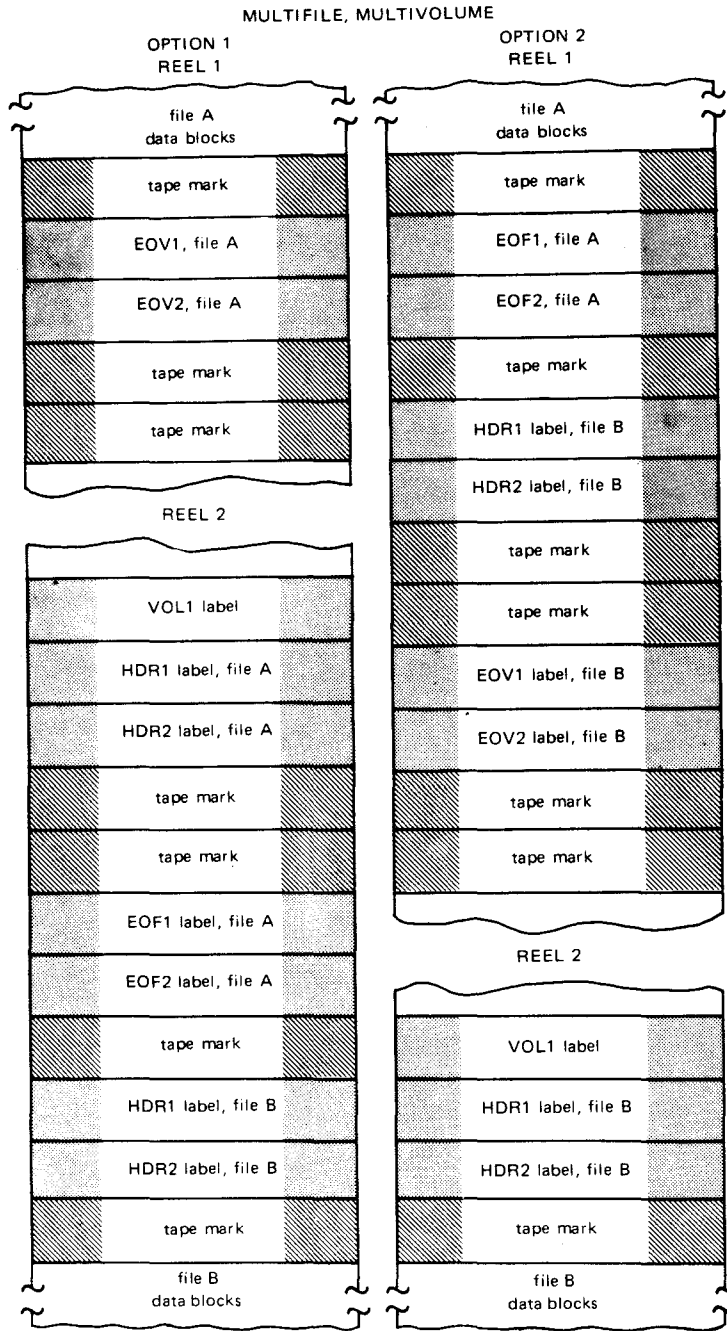 MULTIFILE, MULTIVOLUME
OPTION 1
REEL 1
file A
data blocks
tape mark
EOV1, file A
EOV2, file A
tape mark
tape mark
REEL 2
VOL1 label
HDR1 label, file A
HDR2 label, file A
tape mark
tape mark
EOF1 label, file A
EOF2 label, file A
tape mark
HDR1 label, file B
HDR2 label, file B
tape mark
file B
data blocks
OPTION 2
REEL 1
file A
data blocks
tape mark
EOF1, file A
EOF2, file A
tape mark
HDR1 label, file B
HDR2 label, file B
tape mark
tape mark
EOV1 label, file B
EOV2 label, file B
tape mark
tape mark
REEL 2
VOL1 label
HDR1 label, file B
HDR2 label, file B
tape mark
file B
data blocks